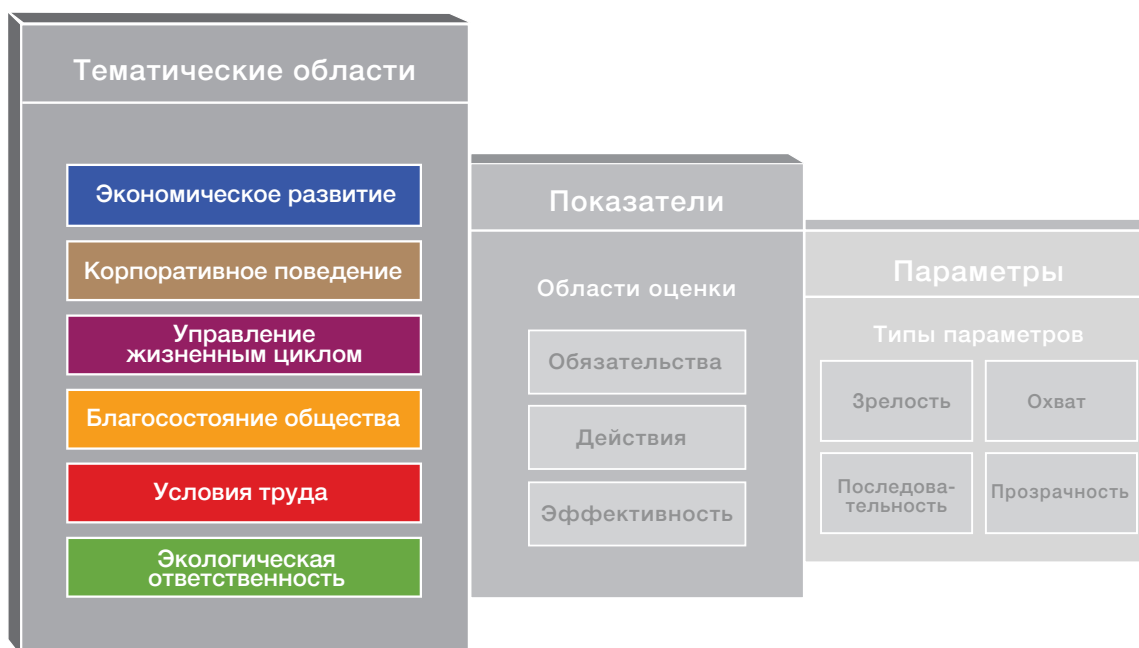 Тематические области
Экономическое развитие
Корпоративное поведение
Управление
жизненным циклом
Благосостояние общества
Условия труда
Экологическая
ответственность
Показатели
Области оценки
Обязательства
Действия
Эффективность
Параметры
Типы параметров
Зрелость
Охват
Последова-
тельность
Прозрачность